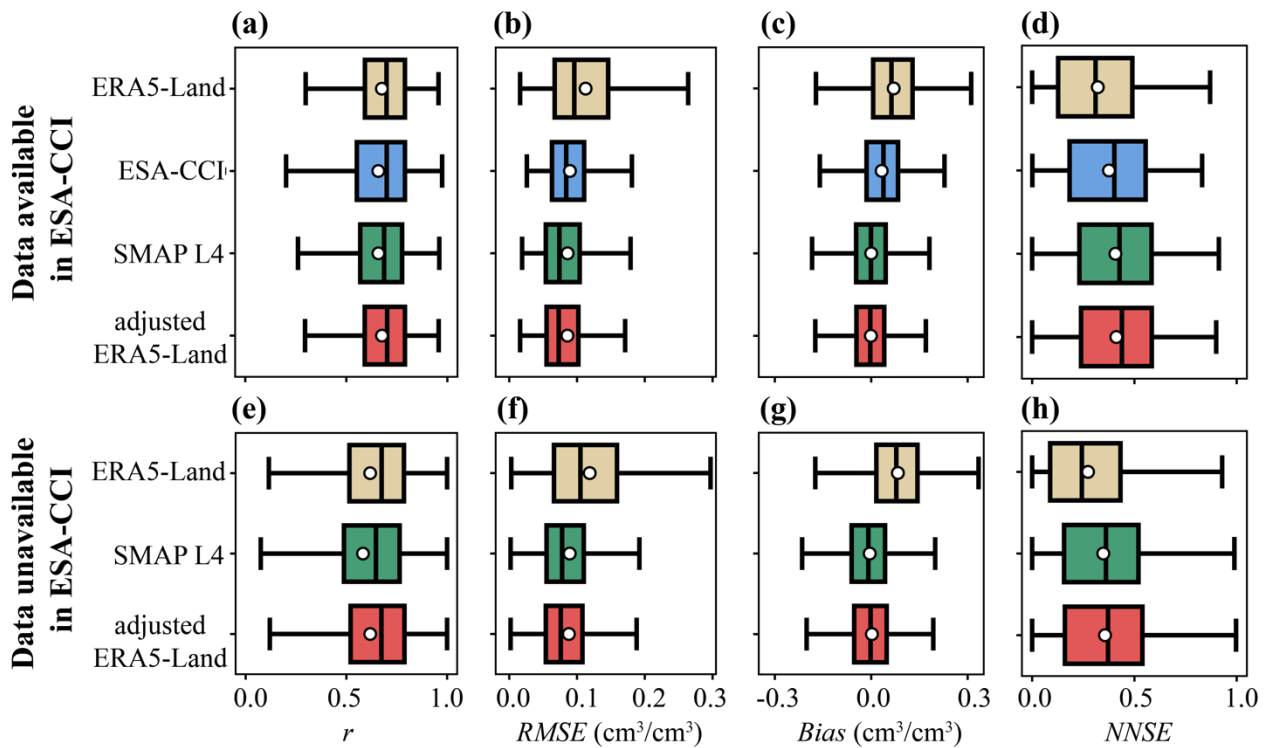 (a) (b) (c) (d)
Data available
in ESA-CCI
ERA5-Land
ESA-CCI
SMAP L4
adjusted
ERA5-Land
(e) (f) (g) (h)
Data unavailable
in ESA-CCI
ERA5-Land
SMAP L4
adjusted
ERA5-Land
0.0 0.5 1.0 0.0 0.1 0.2 0.3 -0.3 0.0 0.3 0.0 0.5 1.0
r RMSE (cm³/cm³) Bias (cm³/cm³) NNSE